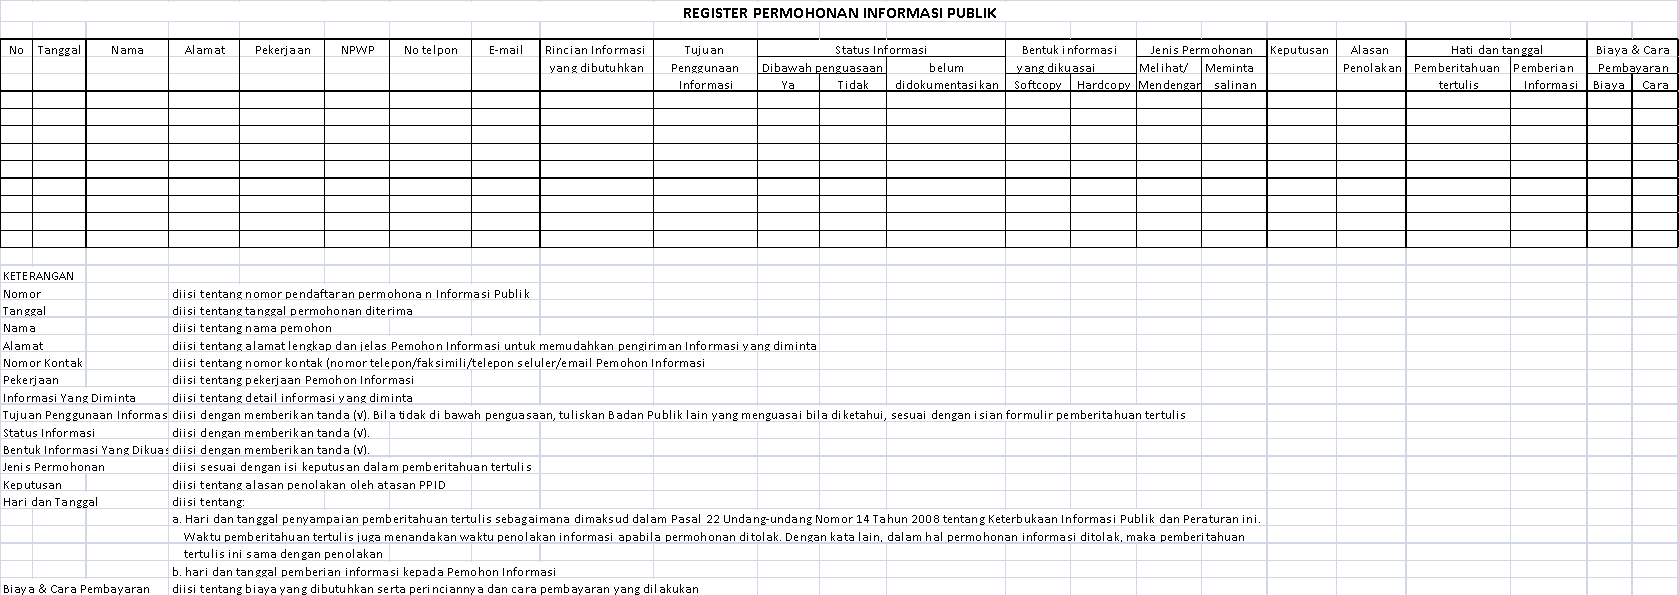 REGISTER PERMOHONAN INFORMASI PUBLIK
No Tanggal Nama Alamat Pekerjaan NPWP No telpon E-mail Rincian Informasi Tujuan Status Informasi Bentuk informasi Jenis Permohonan Keputusan Alasan Hati dan tanggal Biaya & Cara
yang dibutuhkan Penggunaan Dibawah penguasaan belum yang dikuasai Melihat/ Meminta Penolakan Pemberitahuan Pemberian Pembayaran
Informasi Ya Tidak didokumentasikan Softcopy Hardcopy Mendengar salinan tertulis Informasi Biaya Cara
KETERANGAN
Nomor diisi tentang nomor pendaftaran permohona n Informasi Publik
Tanggal diisi tentang tanggal permohonan diterima
Nama diisi tentang nama pemohon
Alamat diisi tentang alamat lengkap dan jelas Pemohon Informasi untuk memudahkan pengiriman Informasi yang diminta
Nomor Kontak diisi tentang nomor kontak (nomor telepon/faksimili/telepon seluler/email Pemohon Informasi
Pekerjaan diisi tentang pekerjaan Pemohon Informasi
Informasi Yang Diminta diisi tentang detail informasi yang diminta
Tujuan Penggunaan Informas diisi dengan memberikan tanda (√). Bila tidak di bawah penguasaan, tuliskan Badan Publik lain yang menguasai bila diketahui, sesuai dengan isian formulir pemberitahuan tertulis
Status Informasi diisi dengan memberikan tanda (√).
Bentuk Informasi Yang Dikuas diisi dengan memberikan tanda (√).
Jenis Permohonan diisi sesuai dengan isi keputusan dalam pemberitahuan tertulis
Keputusan diisi tentang alasan penolakan oleh atasan PPID
Hari dan Tanggal diisi tentang:
a. Hari dan tanggal penyampaian pemberitahuan tertulis sebagaimana dimaksud dalam Pasal 22 Undang-undang Nomor 14 Tahun 2008 tentang Keterbukaan Informasi Publik dan Peraturan ini.
Waktu pemberitahuan tertulis juga menandakan waktu penolakan informasi apabila permohonan ditolak. Dengan kata lain, dalam hal permohonan informasi ditolak, maka pemberitahuan
tertulis ini sama dengan penolakan
b. hari dan tanggal pemberian informasi kepada Pemohon Informasi
Biaya & Cara Pembayaran diisi tentang biaya yang dibutuhkan serta perinciannya dan cara pembayaran yang dilakukan